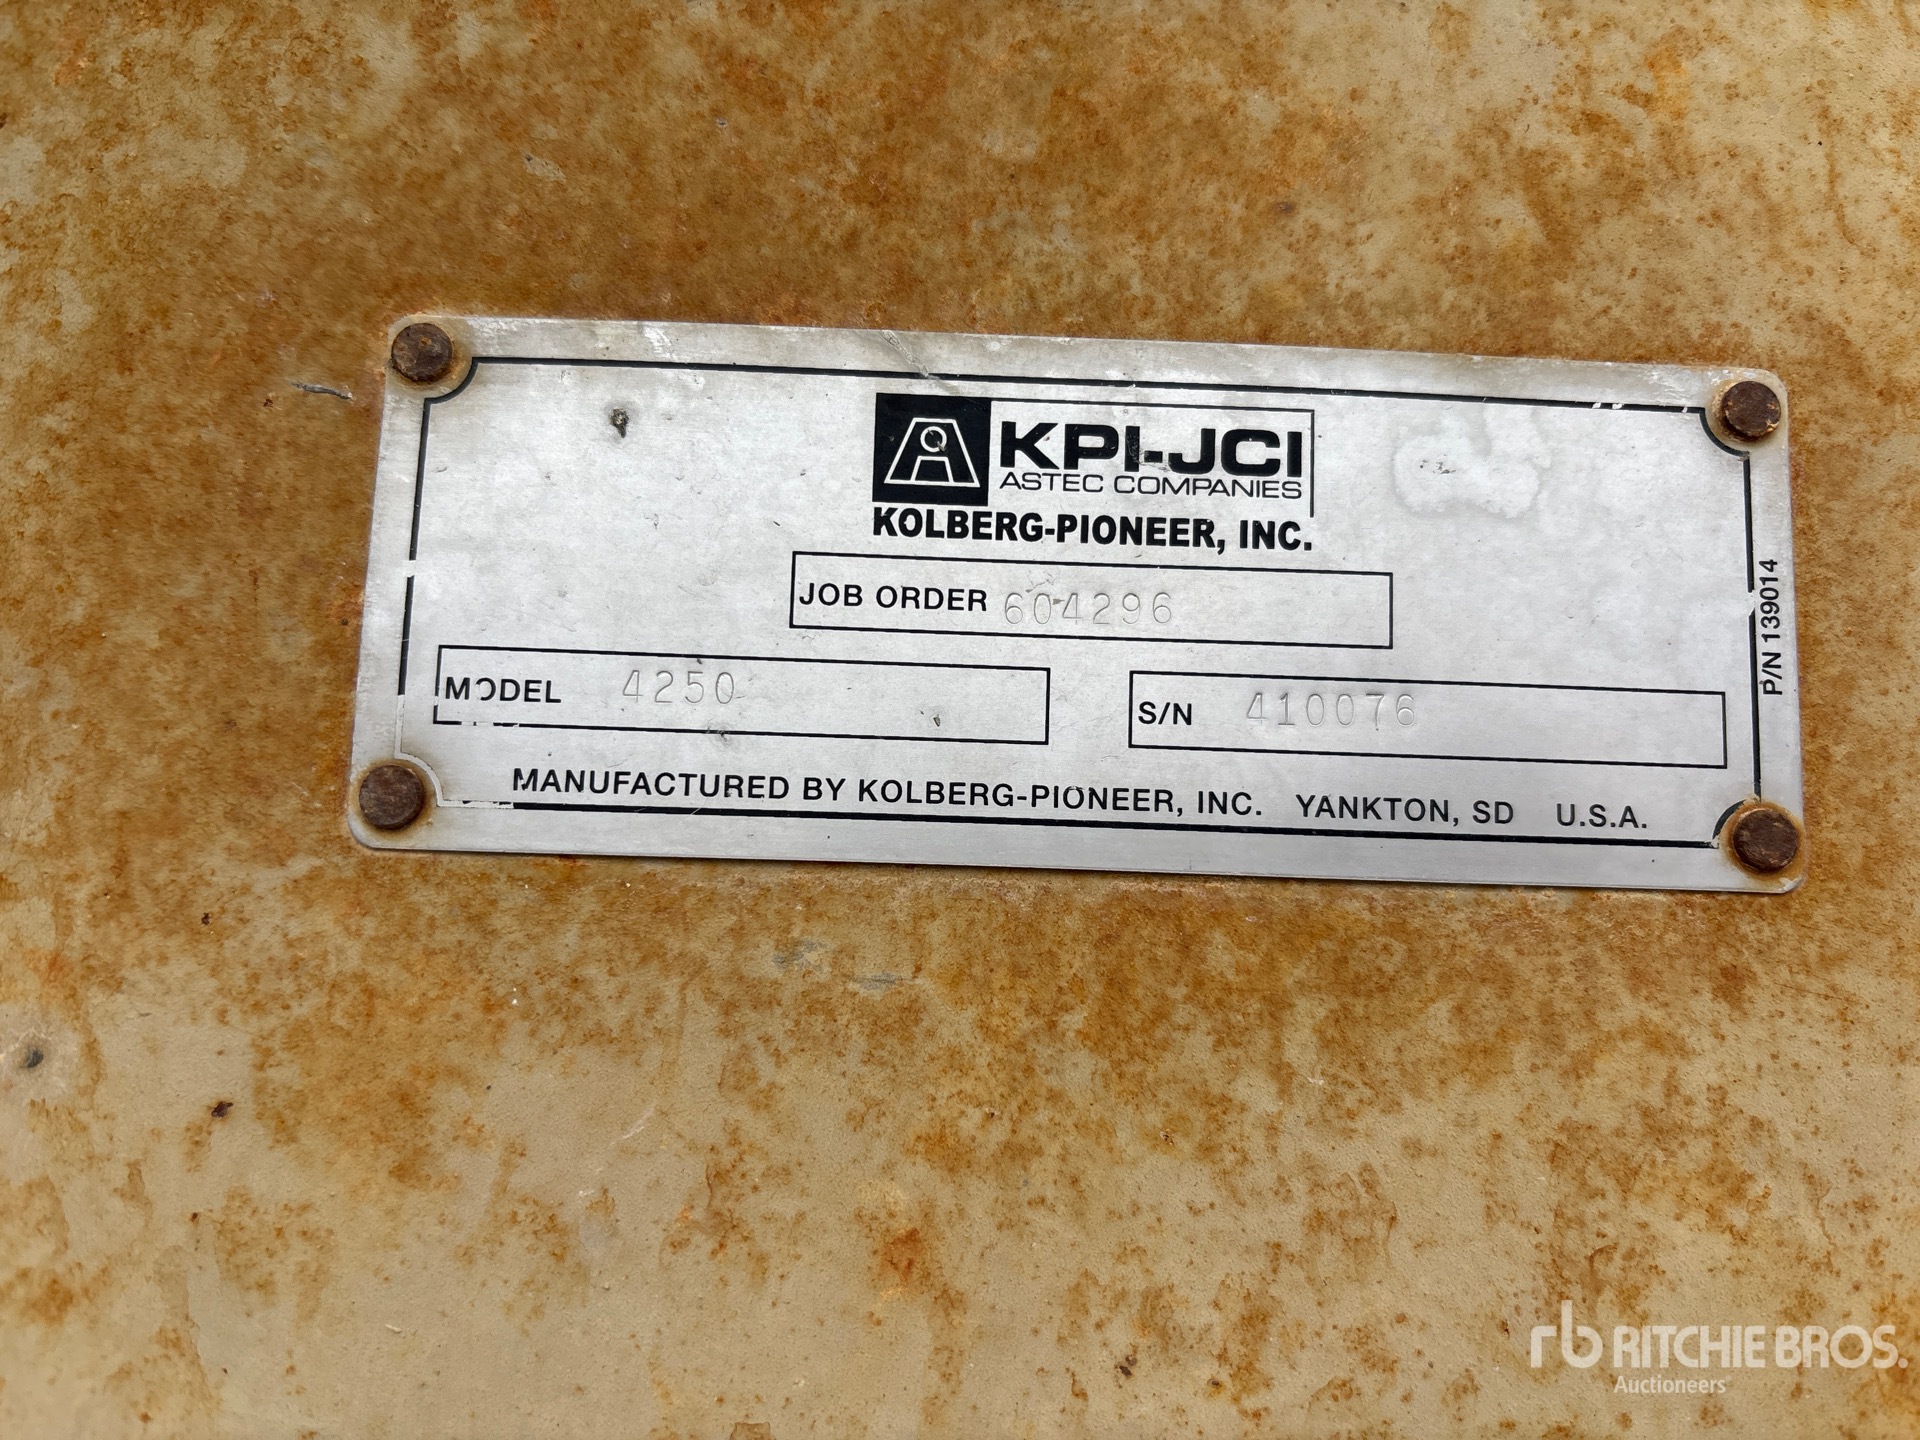 KPI-JCI
ASTEC COMPANIES
KOLBERG-PIONEER, INC.
JOB ORDER 604296
MODEL 4250
S/N 410076
MANUFACTURED BY KOLBERG-PIONEER, INC. YANKTON, SD U.S.A.
P/N 139014
rb RITCHIE BROS.
Auctioneers